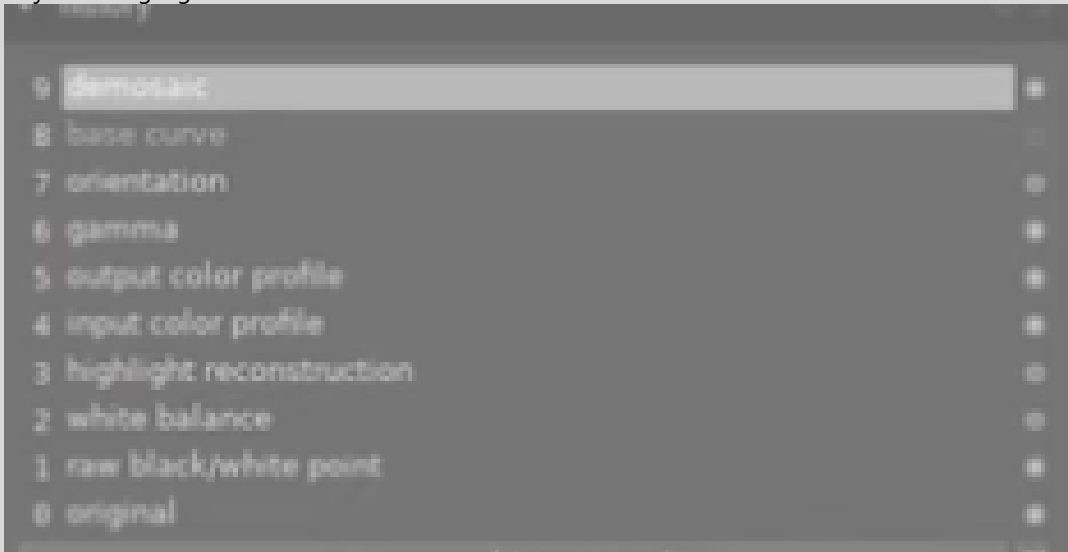 history
9 demosaic
8 base curve
7 orientation
6 gamma
5 output color profile
4 input color profile
3 highlight reconstruction
2 white balance
1 raw black/white point
0 original